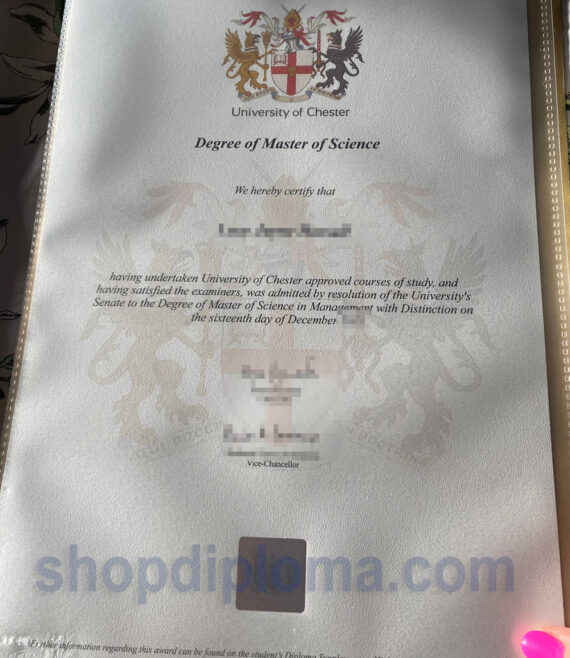 University of Chester
Degree of Master of Science
We hereby certify that
having undertaken University of Chester approved courses of study, and
having satisfied the examiners, was admitted by resolution of the University's
Senate to the Degree of Master of Science in Management with Distinction on
the sixteenth day of December
Vice-Chancellor
shopdiploma.com
Further information regarding this award can be found on the student's Diploma